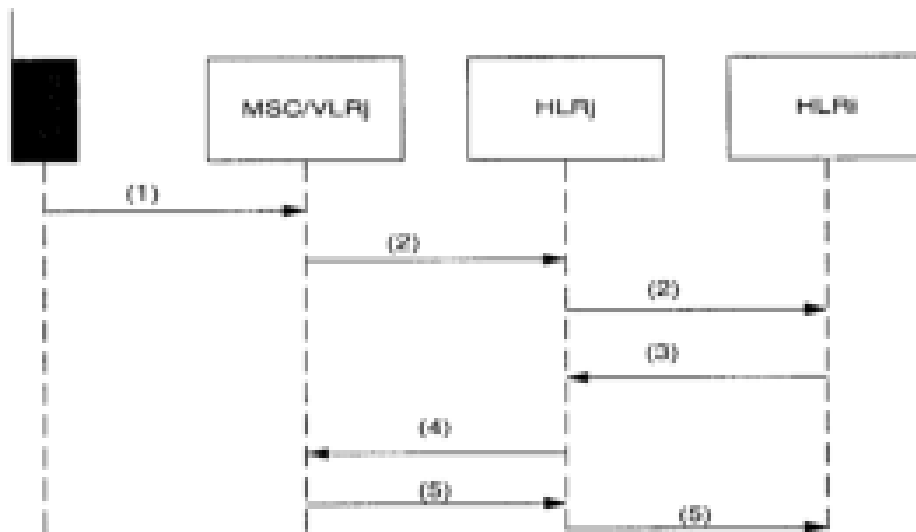 MSC/VLRj
HLRj
HLRi
(1)
(2)
(2)
(3)
(4)
(5)
(5)